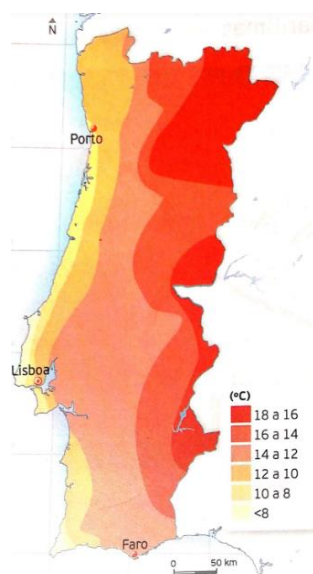 N
Porto
Lisboa
Faro
(ºC)
18 a 16
16 a 14
14 a 12
12 a 10
10 a 8
<8
0 50 km